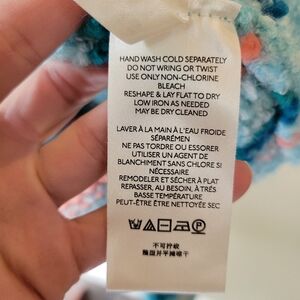 HAND WASH COLD SEPARATELY
DO NOT WRING OR TWIST
USE ONLY NON-CHLORINE
BLEACH
RESHAPE & LAY FLAT TO DRY
LOW IRON AS NEEDED
MAY BE DRY CLEANED
LAVER À LA MAIN À L'EAU FROIDE
SÉPARÉMEN
NE PAS TORDRE OU ESSORER
UTILISER UN AGENT DE
BLANCHIMENT SANS CHLORE SI
NÉCESSAIRE
REMODELER ET SÉCHER À PLAT
REPASSER, AU BESOIN, À TRÈS
BASSE TEMPÉRATURE
PEUT-ÊTRE ÊTRE NETTOYÉE SEC
P
不可拧绞